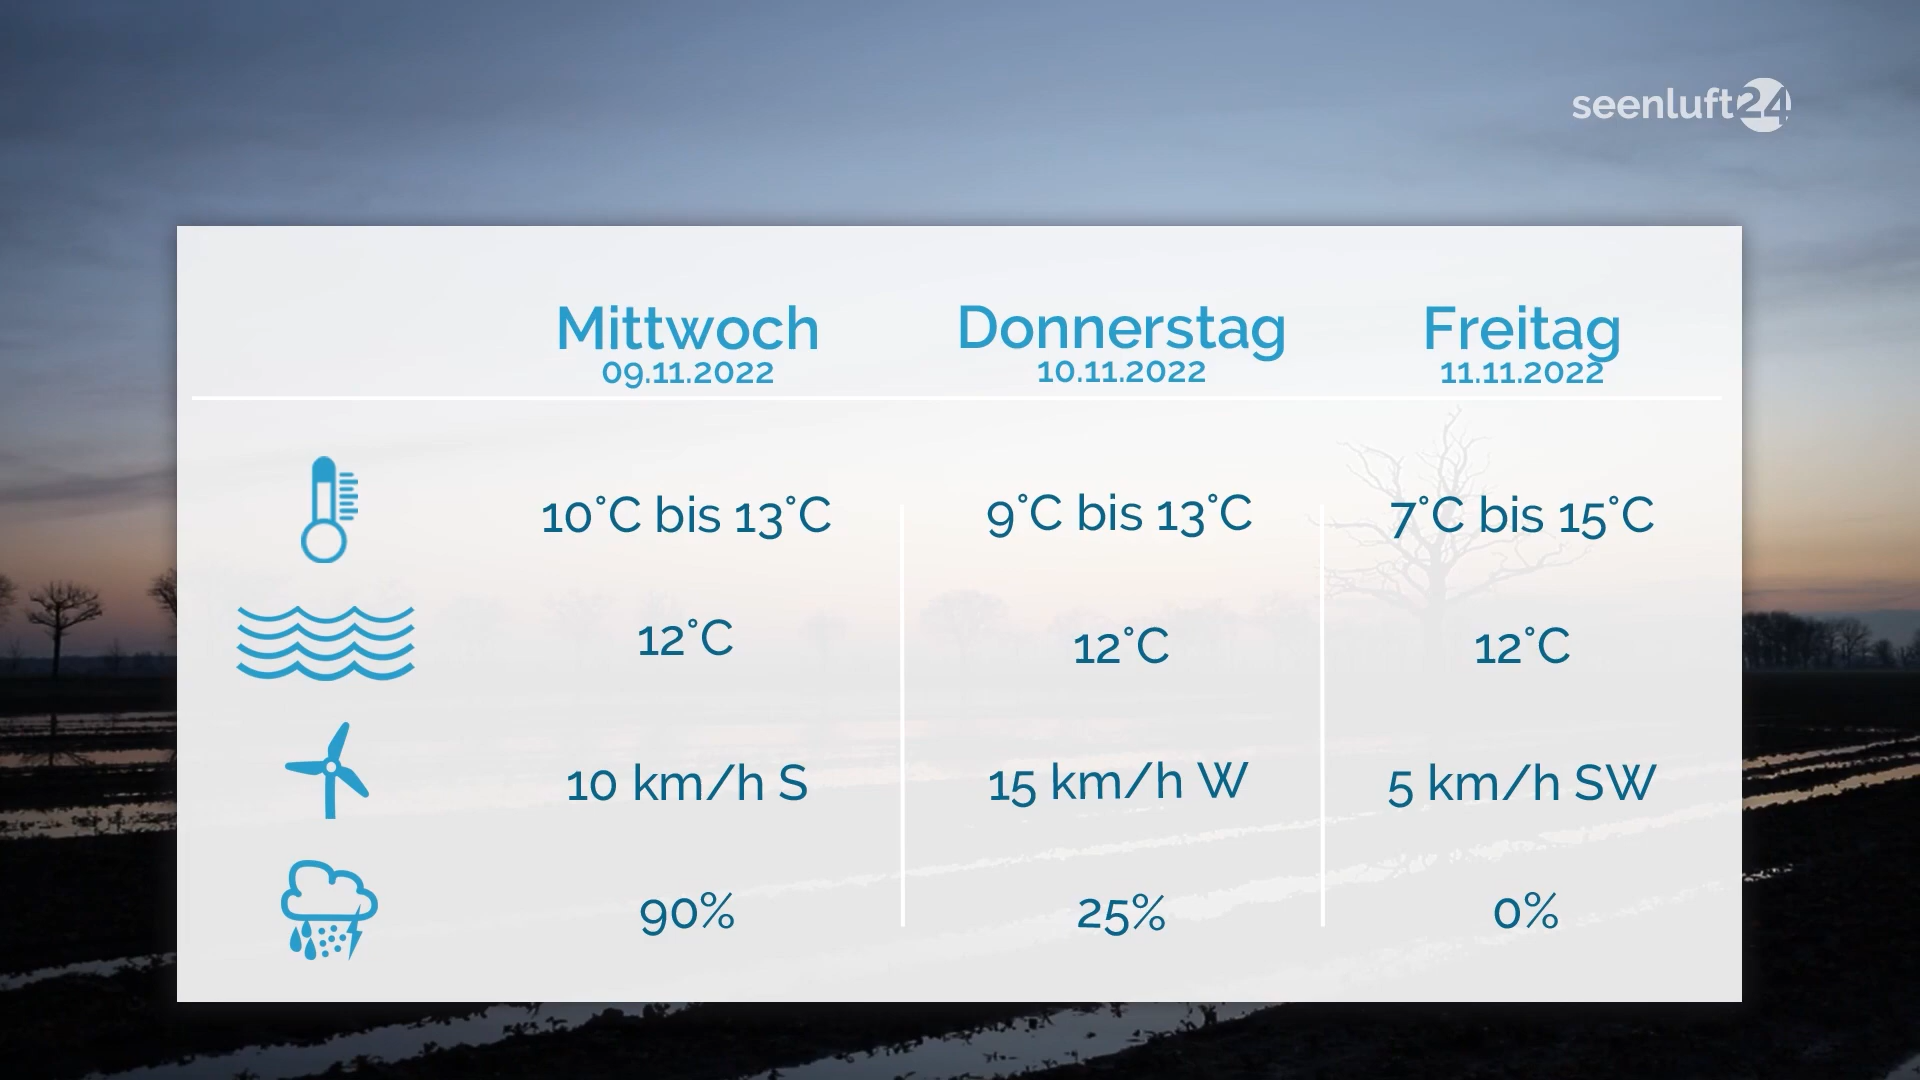 seenluft24
Mittwoch Donnerstag Freitag
09.11.2022 10.11.2022 11.11.2022
10°C bis 13°C 9°C bis 13°C 7°C bis 15°C
12°C 12°C 12°C
10 km/h S 15 km/h W 5 km/h SW
90% 25% 0%